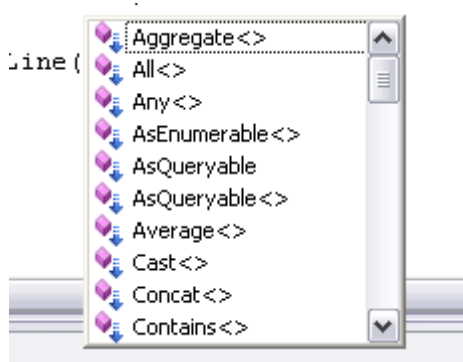 Line(
Aggregate<>
All<>
Any<>
AsEnumerable<>
AsQueryable
AsQueryable<>
Average<>
Cast<>
Concat<>
Contains<>